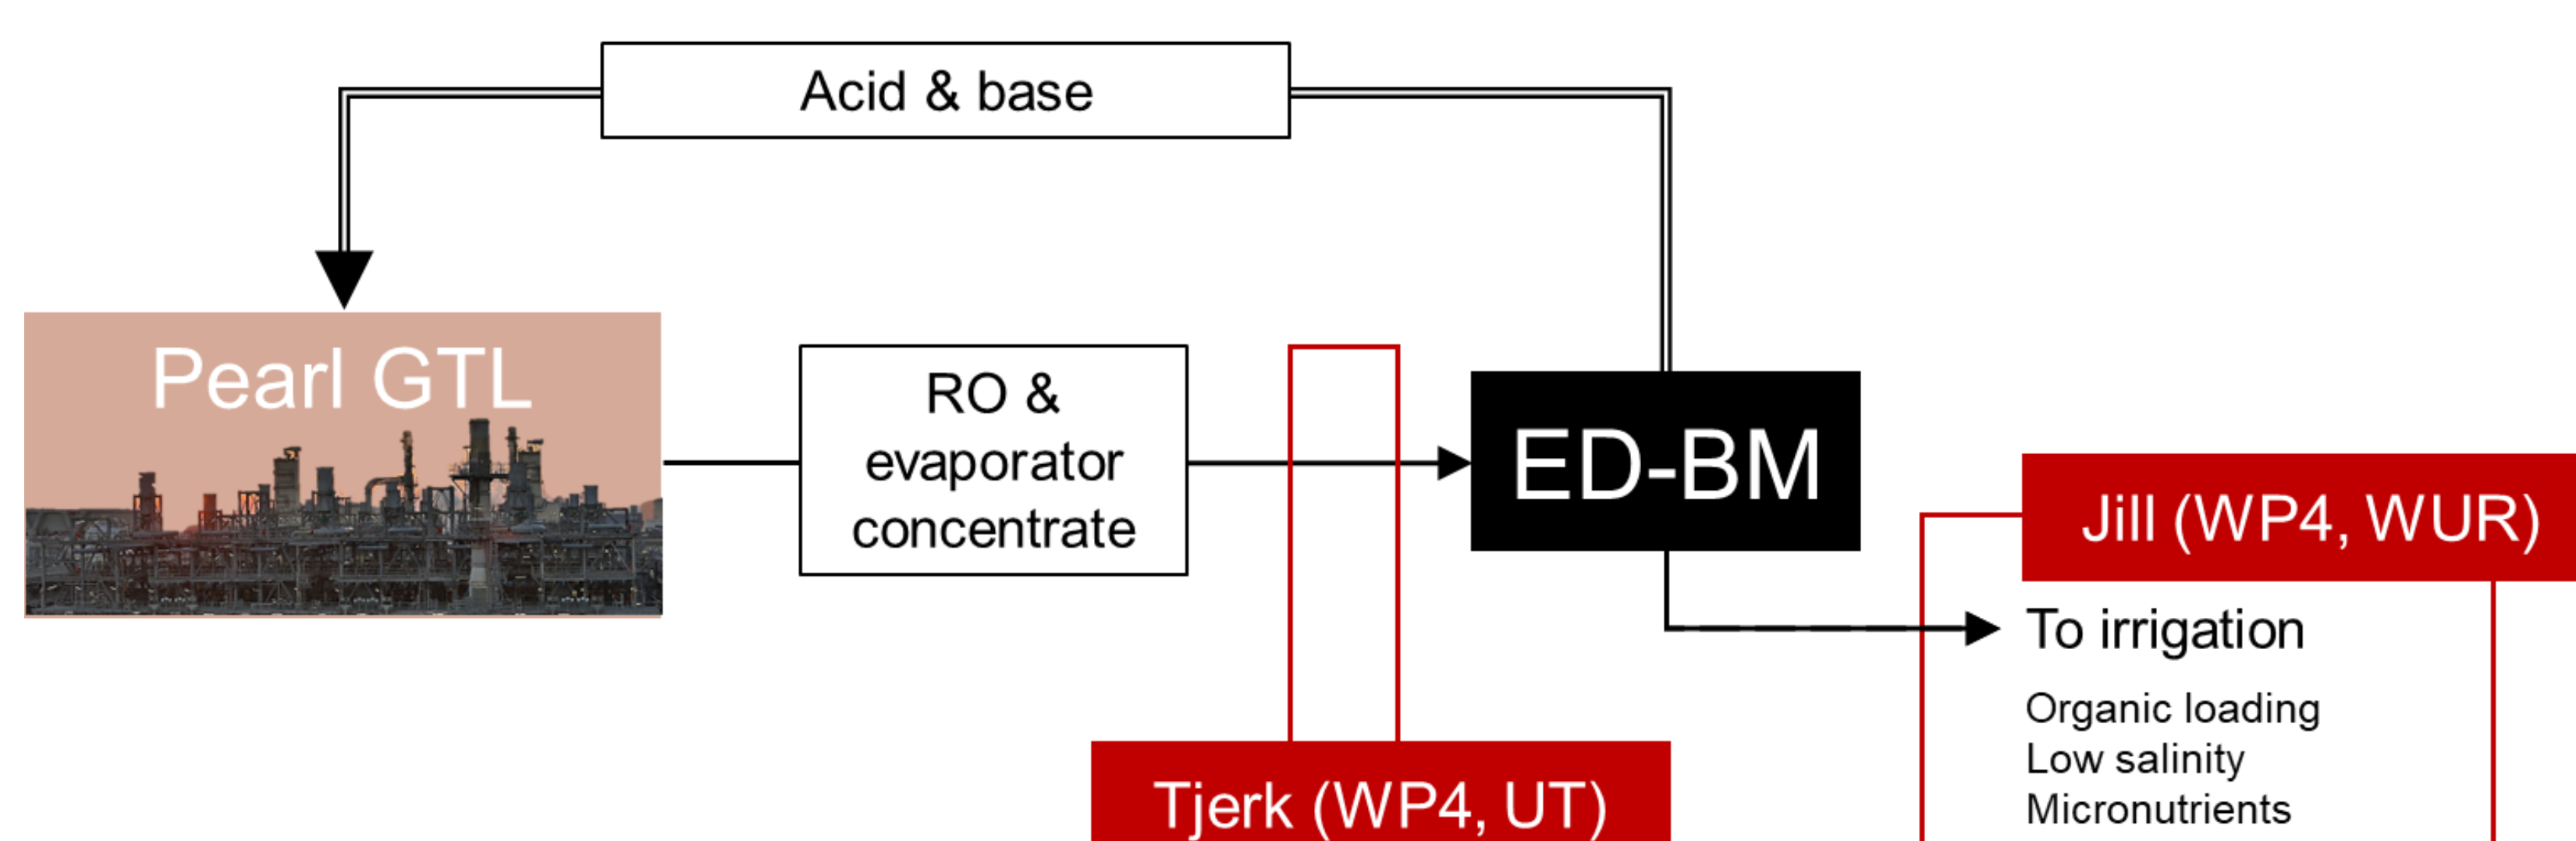 Acid & base
Pearl GTL
RO &
evaporator
concentrate
ED-BM
Jill (WP4, WUR)
To irrigation
Organic loading
Low salinity
Micronutrients
Tjerk (WP4, UT)